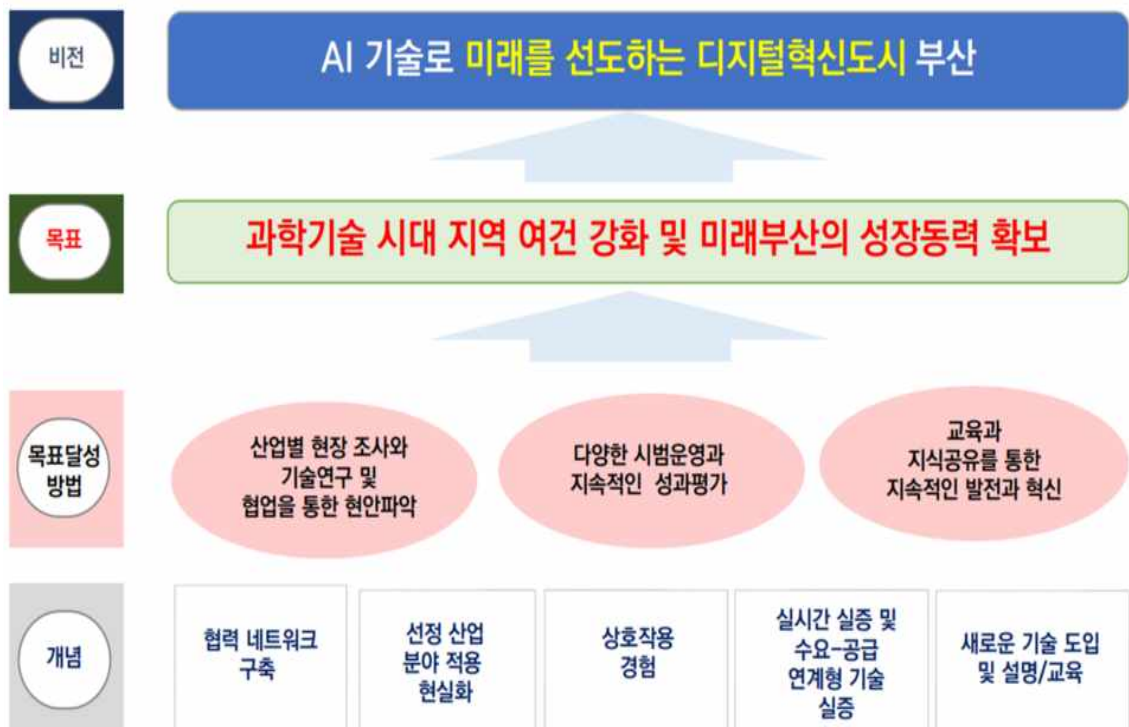 비전
AI 기술로 미래를 선도하는 디지털혁신도시 부산
목표
과학기술 시대 지역 여건 강화 및 미래부산의 성장동력 확보
목표달성
방법
산업별 현장 조사와
기술연구 및
협업을 통한 현안파악
다양한 시범운영과
지속적인 성과평가
교육과
지식공유를 통한
지속적인 발전과 혁신
개념
협력 네트워크
구축
선정 산업
분야 적용
현실화
상호작용
경험
실시간 실증 및
수요-공급
연계형 기술
실증
새로운 기술 도입
및 설명/교육